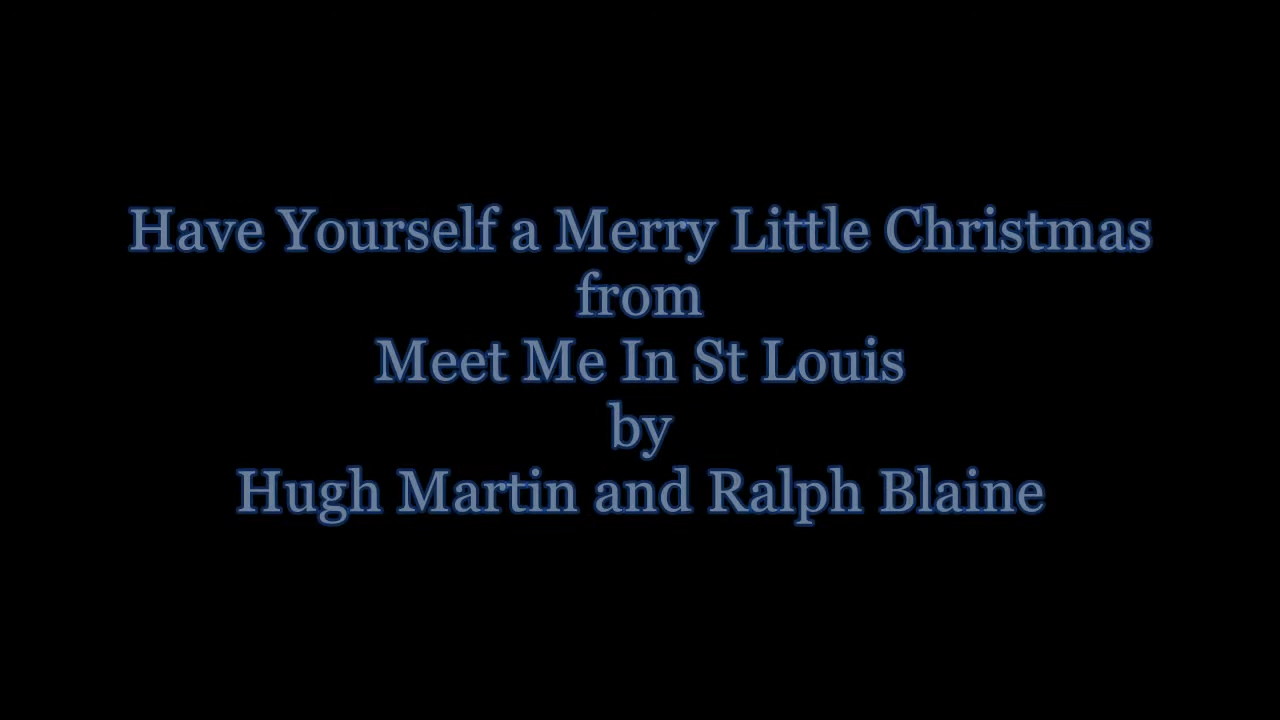 Have Yourself a Merry Little Christmas
from
Meet Me In St Louis
by
Hugh Martin and Ralph Blaine